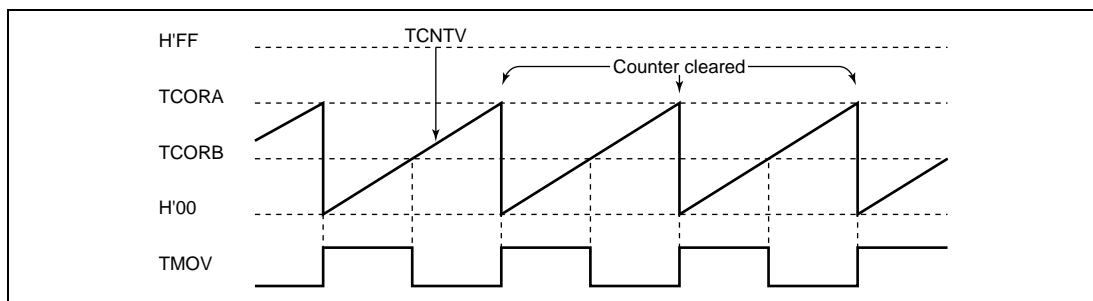 H'FF
TCNTV
Counter cleared
TCORA
TCORB
H'00
TMOV